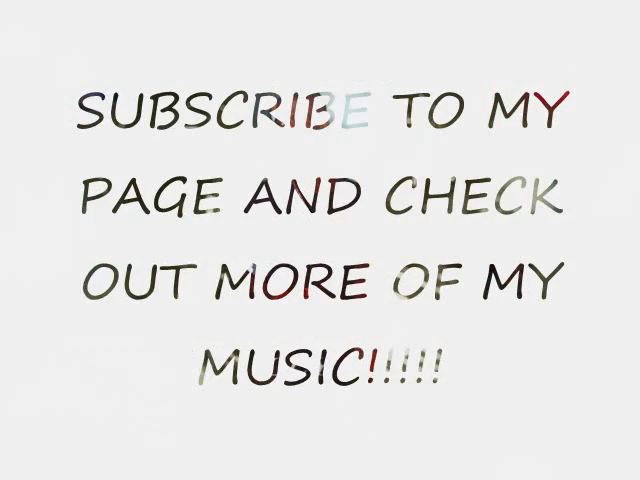 SUBSCRIBE TO MY
PAGE AND CHECK
OUT MORE OF MY
MUSIC!!!!!